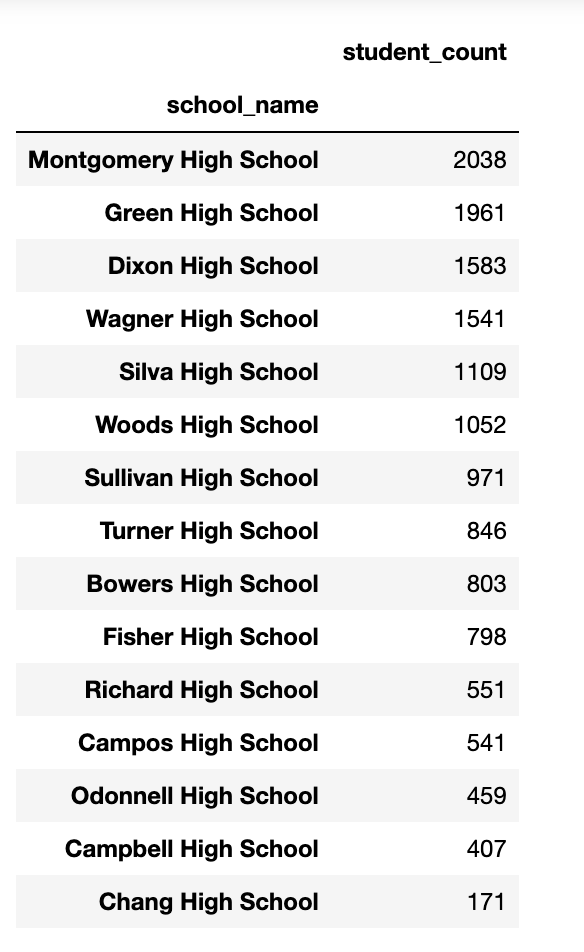 student_count
school_name
Montgomery High School 2038
Green High School 1961
Dixon High School 1583
Wagner High School 1541
Silva High School 1109
Woods High School 1052
Sullivan High School 971
Turner High School 846
Bowers High School 803
Fisher High School 798
Richard High School 551
Campos High School 541
Odonnell High School 459
Campbell High School 407
Chang High School 171